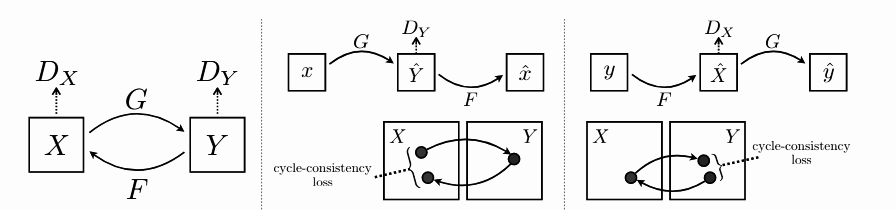 D_X
D_Y
G
X
Y
F
D_Y
G
x
Ŷ
x̂
F
X
Y
cycle-consistency
loss
D_X
G
y
X̂
ŷ
F
X
Y
cycle-consistency
loss